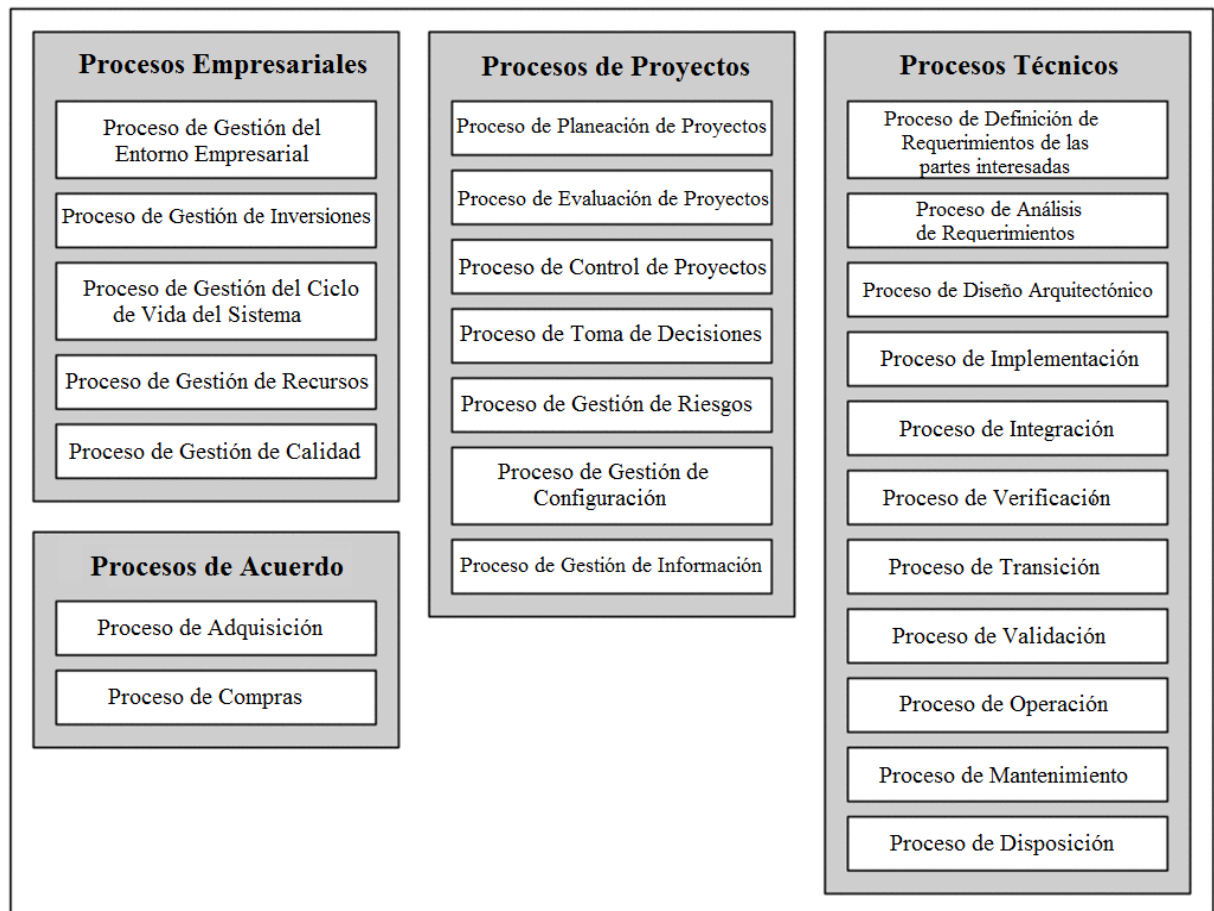 Procesos Empresariales
Proceso de Gestión del
Entorno Empresarial
Proceso de Gestión de Inversiones
Proceso de Gestión del Ciclo
de Vida del Sistema
Proceso de Gestión de Recursos
Proceso de Gestión de Calidad
Procesos de Acuerdo
Proceso de Adquisición
Proceso de Compras
Procesos de Proyectos
Proceso de Planeación de Proyectos
Proceso de Evaluación de Proyectos
Proceso de Control de Proyectos
Proceso de Toma de Decisiones
Proceso de Gestión de Riesgos
Proceso de Gestión de
Configuración
Proceso de Gestión de Información
Procesos Técnicos
Proceso de Definición de
Requerimientos de las
partes interesadas
Proceso de Análisis
de Requerimientos
Proceso de Diseño Arquitectónico
Proceso de Implementación
Proceso de Integración
Proceso de Verificación
Proceso de Transición
Proceso de Validación
Proceso de Operación
Proceso de Mantenimiento
Proceso de Disposición